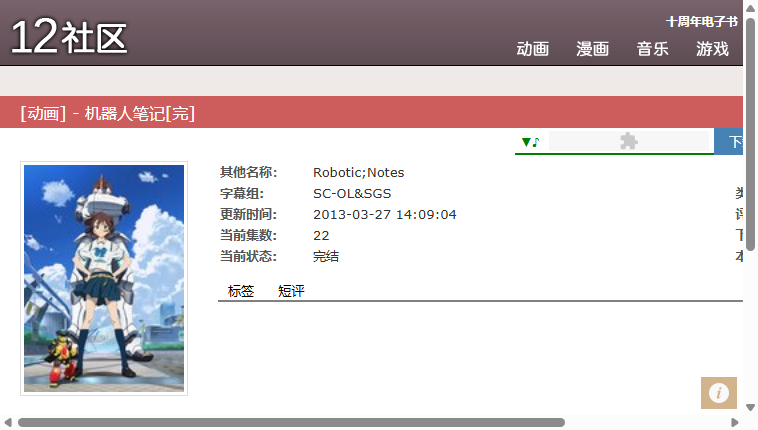 12社区
十周年电子书
动画 漫画 音乐 游戏
[动画] - 机器人笔记[完]
▼♪ 下
其他名称: Robotic;Notes
字幕组: SC-OL&SGS 类
更新时间: 2013-03-27 14:09:04 评
当前集数: 22 下
当前状态: 完结 本
标签 短评